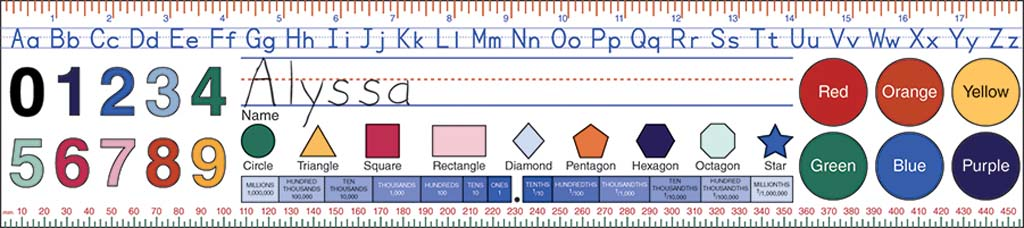 1 2 3 4 5 6 7 8 9 10 11 12 13 14 15 16 17
Aa Bb Cc Dd Ee Ff Gg Hh Ii Jj Kk Ll Mm Nn Oo Pp Qq Rr Ss Tt Uu Vv Ww Xx Yy Zz
0 1 2 3 4
5 6 7 8 9
Alyssa
Name
Circle Triangle Square Rectangle Diamond Pentagon Hexagon Octagon Star
MILLIONS 1,000,000
HUNDRED THOUSANDS 100,000
TEN THOUSANDS 10,000
THOUSANDS 1,000
HUNDREDS 100
TENS 10
ONES 1
.
TENTHS 1/10
HUNDREDTHS 1/100
THOUSANDTHS 1/1,000
TEN THOUSANDTHS 1/10,000
HUNDREDTHS THOUSANDTHS 1/100,000
MILLIONTHS 1/1,000,000
Red Orange Yellow
Green Blue Purple
mm 10 20 30 40 50 60 70 80 90 100 110 120 130 140 150 160 170 180 190 200 210 220 230 240 250 260 270 280 290 300 310 320 330 340 350 360 370 380 390 400 410 420 430 440 450